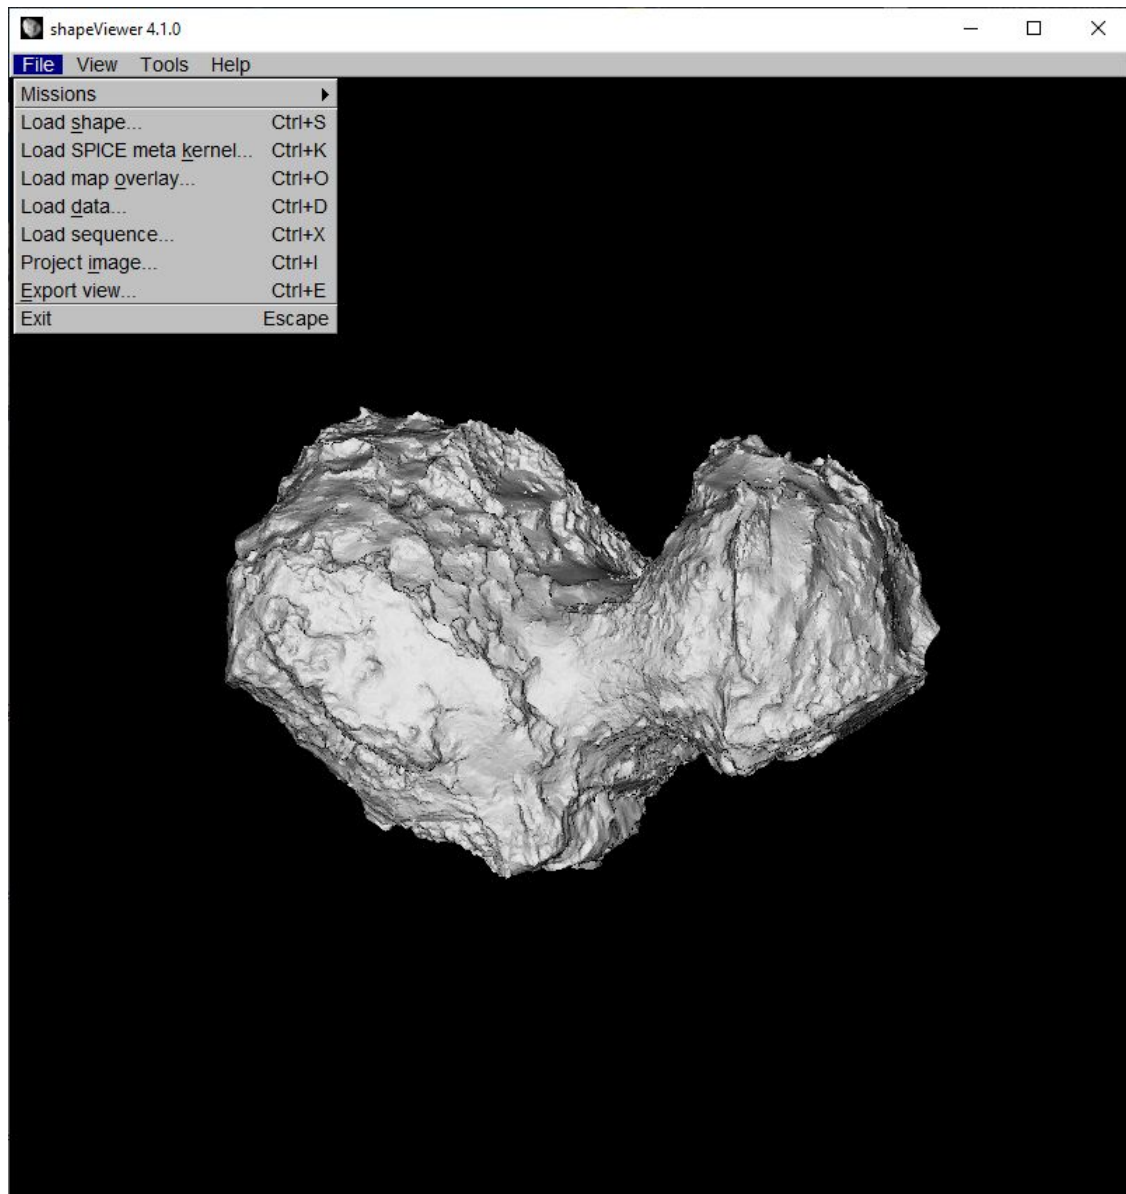 shapeViewer 4.1.0
File View Tools Help
Missions
Load shape... Ctrl+S
Load SPICE meta kernel... Ctrl+K
Load map overlay... Ctrl+O
Load data... Ctrl+D
Load sequence... Ctrl+X
Project image... Ctrl+I
Export view... Ctrl+E
Exit Escape